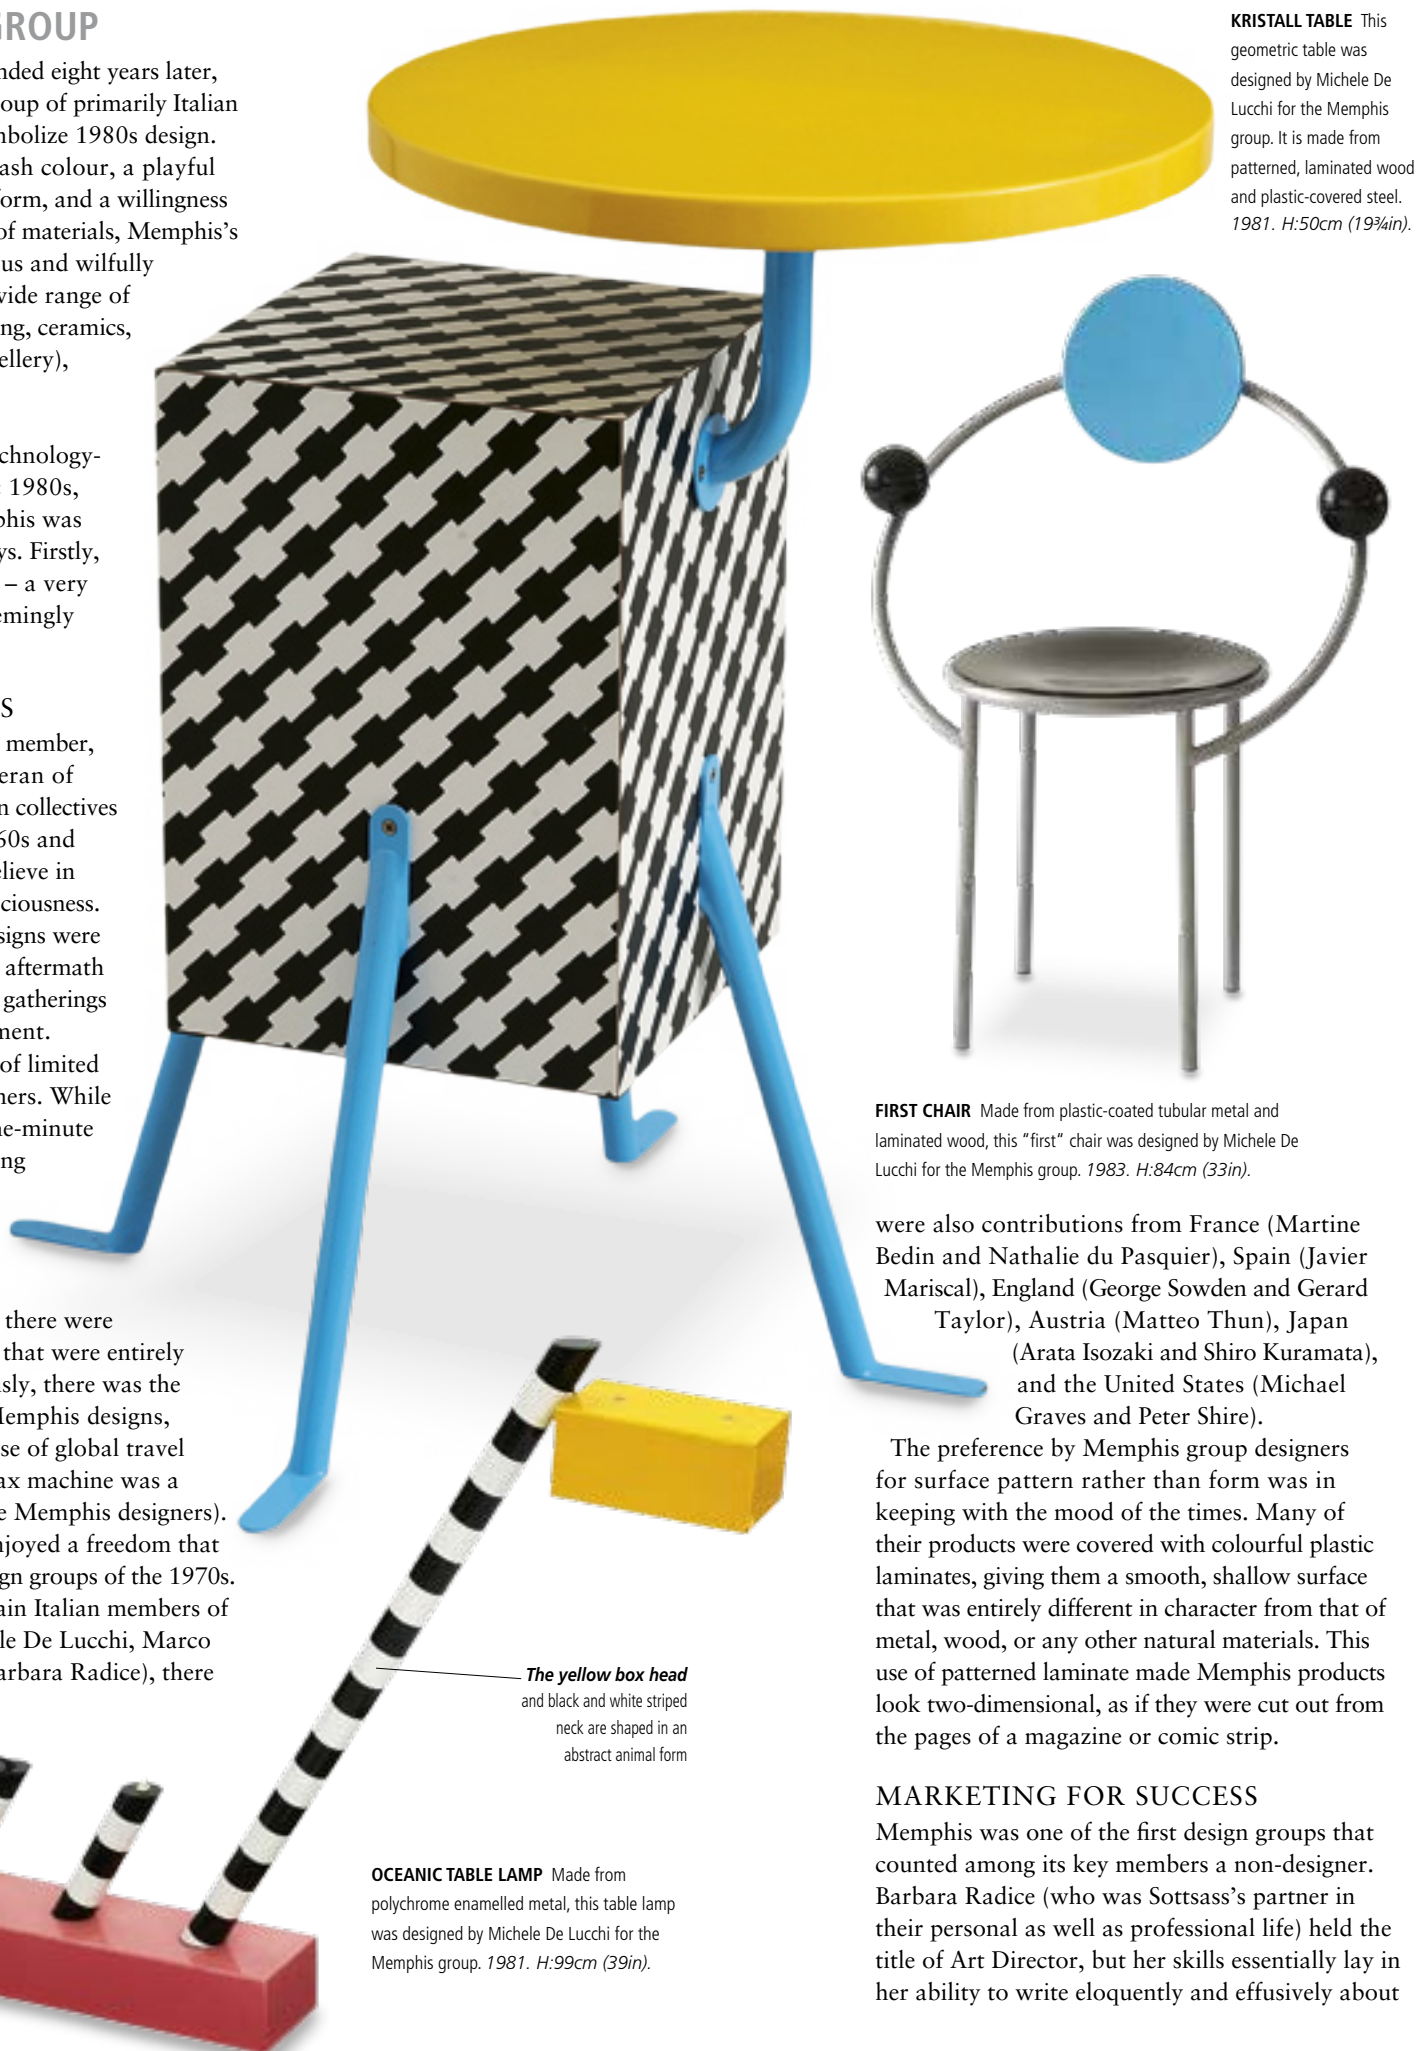 GROUP
nded eight years later,
oup of primarily Italian
nbolize 1980s design.
ash colour, a playful
orm, and a willingness
of materials, Memphis's
us and wilfully
wide range of
ng, ceramics,
ellery),
chnology-
1980s,
phis was
ys. Firstly,
– a very
emingly
S
member,
eran of
n collectives
60s and
elieve in
ciousness.
signs were
aftermath
gatherings
ment.
of limited
ners. While
ne-minute
ng
there were
that were entirely
sly, there was the
Memphis designs,
se of global travel
ax machine was a
e Memphis designers).
njoyed a freedom that
ign groups of the 1970s.
ain Italian members of
le De Lucchi, Marco
arbara Radice), there
KRISTALL TABLE This
geometric table was
designed by Michele De
Lucchi for the Memphis
group. It is made from
patterned, laminated wood
and plastic-covered steel.
1981. H:50cm (19¾in).
FIRST CHAIR Made from plastic-coated tubular metal and
laminated wood, this "first" chair was designed by Michele De
Lucchi for the Memphis group. 1983. H:84cm (33in).
The yellow box head
and black and white striped
neck are shaped in an
abstract animal form
OCEANIC TABLE LAMP Made from
polychrome enamelled metal, this table lamp
was designed by Michele De Lucchi for the
Memphis group. 1981. H:99cm (39in).
were also contributions from France (Martine
Bedin and Nathalie du Pasquier), Spain (Javier
Mariscal), England (George Sowden and Gerard
Taylor), Austria (Matteo Thun), Japan
(Arata Isozaki and Shiro Kuramata),
and the United States (Michael
Graves and Peter Shire).
The preference by Memphis group designers
for surface pattern rather than form was in
keeping with the mood of the times. Many of
their products were covered with colourful plastic
laminates, giving them a smooth, shallow surface
that was entirely different in character from that of
metal, wood, or any other natural materials. This
use of patterned laminate made Memphis products
look two-dimensional, as if they were cut out from
the pages of a magazine or comic strip.
MARKETING FOR SUCCESS
Memphis was one of the first design groups that
counted among its key members a non-designer.
Barbara Radice (who was Sottsass's partner in
their personal as well as professional life) held the
title of Art Director, but her skills essentially lay in
her ability to write eloquently and effusively about